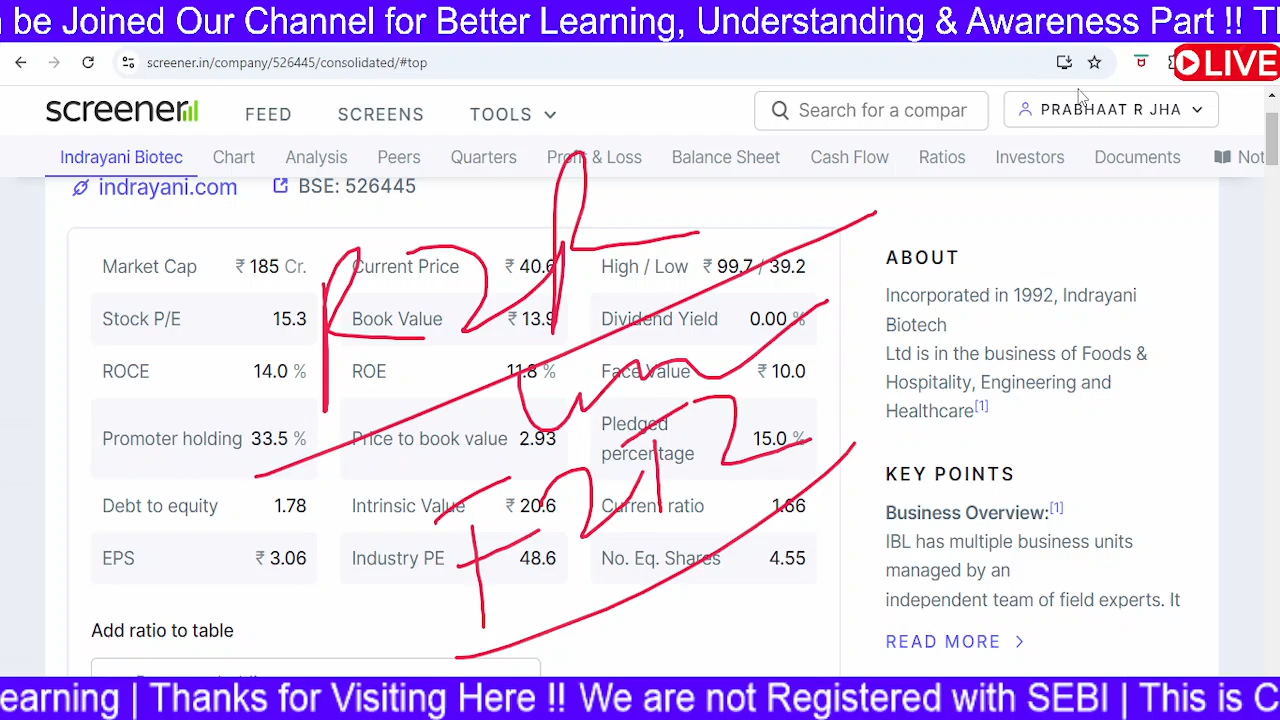 n be Joined Our Channel for Better Learning, Understanding & Awareness Part !! T
screener.in/company/526445/consolidated/#top
LIVE
screener
FEED SCREENS TOOLS
Search for a compar
PRABHAAT R JHA
Indrayani Biotec Chart Analysis Peers Quarters Profit & Loss Balance Sheet Cash Flow Ratios Investors Documents Not
indrayani.com BSE: 526445
Market Cap ₹ 185 Cr. Current Price ₹ 40.6 High / Low ₹ 99.7 / 39.2
Stock P/E 15.3 Book Value ₹ 13.9 Dividend Yield 0.00 %
ROCE 14.0 % ROE 11.8 % Face Value ₹ 10.0
Promoter holding 33.5 % Price to book value 2.93 Pledged percentage 15.0 %
Debt to equity 1.78 Intrinsic Value ₹ 20.6 Current ratio 1.66
EPS ₹ 3.06 Industry PE 48.6 No. Eq. Shares 4.55
Add ratio to table
R2R
F2T2
ABOUT
Incorporated in 1992, Indrayani
Biotech
Ltd is in the business of Foods &
Hospitality, Engineering and
Healthcare[1]
KEY POINTS
Business Overview:[1]
IBL has multiple business units
managed by an
independent team of field experts. It
READ MORE
earning | Thanks for Visiting Here !! We are not Registered with SEBI | This is C